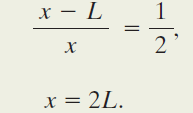 x − L / x = 1 / 2,
x = 2L.